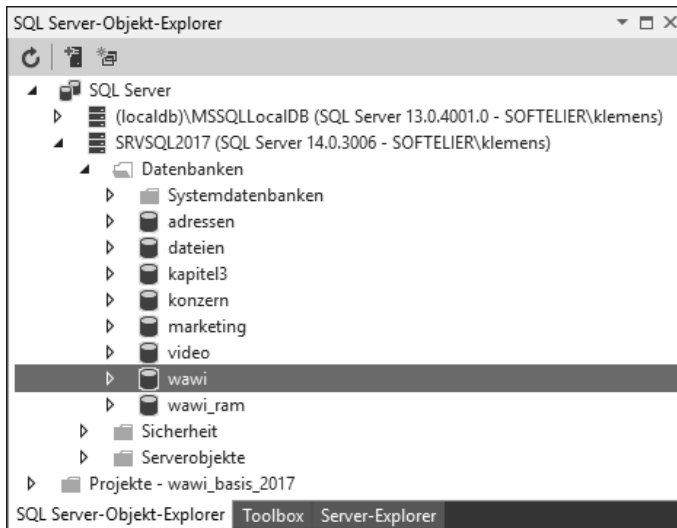 SQL Server-Objekt-Explorer
SQL Server
(localdb)\MSSQLLocalDB (SQL Server 13.0.4001.0 - SOFTELIER\klemens)
SRVSQL2017 (SQL Server 14.0.3006 - SOFTELIER\klemens)
Datenbanken
Systemdatenbanken
adressen
dateien
kapitel3
konzern
marketing
video
wawi
wawi_ram
Sicherheit
Serverobjekte
Projekte - wawi_basis_2017
SQL Server-Objekt-Explorer Toolbox Server-Explorer